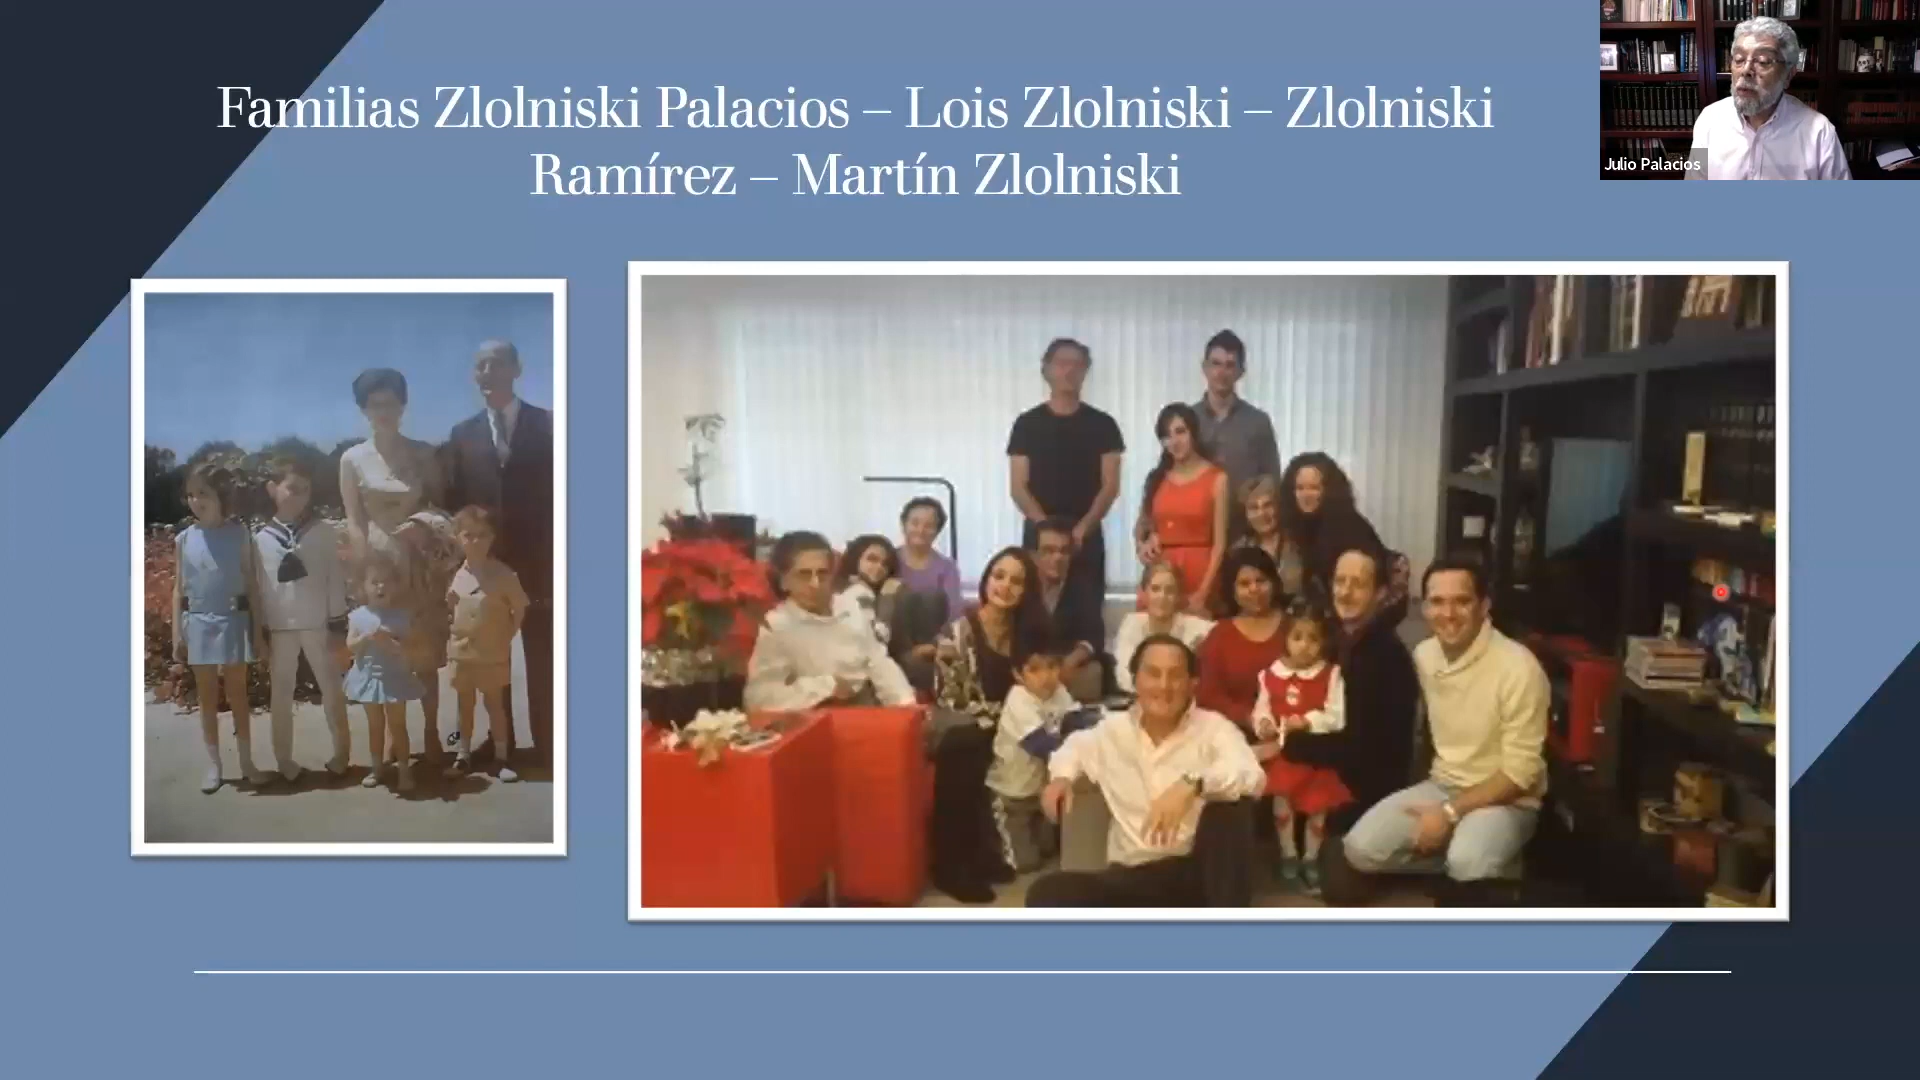 Familias Zlolniski Palacios – Lois Zlolniski – Zlolniski
Ramírez – Martín Zlolniski
Julio Palacios